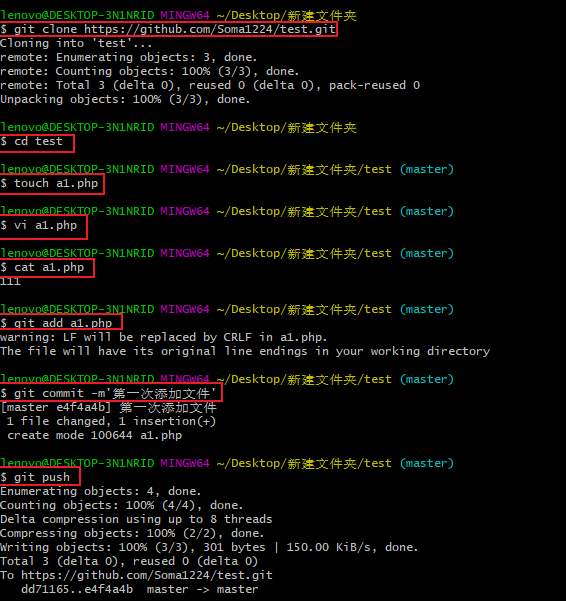 lenovo@DESKTOP-3N1NRID MINGW64 ~/Desktop/新建文件夹
$ git clone https://github.com/Soma1224/test.git
Cloning into 'test'...
remote: Enumerating objects: 3, done.
remote: Counting objects: 100% (3/3), done.
remote: Total 3 (delta 0), reused 0 (delta 0), pack-reused 0
Unpacking objects: 100% (3/3), done.
lenovo@DESKTOP-3N1NRID MINGW64 ~/Desktop/新建文件夹
$ cd test
lenovo@DESKTOP-3N1NRID MINGW64 ~/Desktop/新建文件夹/test (master)
$ touch a1.php
lenovo@DESKTOP-3N1NRID MINGW64 ~/Desktop/新建文件夹/test (master)
$ vi a1.php
lenovo@DESKTOP-3N1NRID MINGW64 ~/Desktop/新建文件夹/test (master)
$ cat a1.php
111
lenovo@DESKTOP-3N1NRID MINGW64 ~/Desktop/新建文件夹/test (master)
$ git add a1.php
warning: LF will be replaced by CRLF in a1.php.
The file will have its original line endings in your working directory
lenovo@DESKTOP-3N1NRID MINGW64 ~/Desktop/新建文件夹/test (master)
$ git commit -m'第一次添加文件'
[master e4f4a4b] 第一次添加文件
1 file changed, 1 insertion(+)
create mode 100644 a1.php
lenovo@DESKTOP-3N1NRID MINGW64 ~/Desktop/新建文件夹/test (master)
$ git push
Enumerating objects: 4, done.
Counting objects: 100% (4/4), done.
Delta compression using up to 8 threads
Compressing objects: 100% (2/2), done.
Writing objects: 100% (3/3), 301 bytes | 150.00 KiB/s, done.
Total 3 (delta 0), reused 0 (delta 0)
To https://github.com/Soma1224/test.git
dd71165..e4f4a4b master -> master